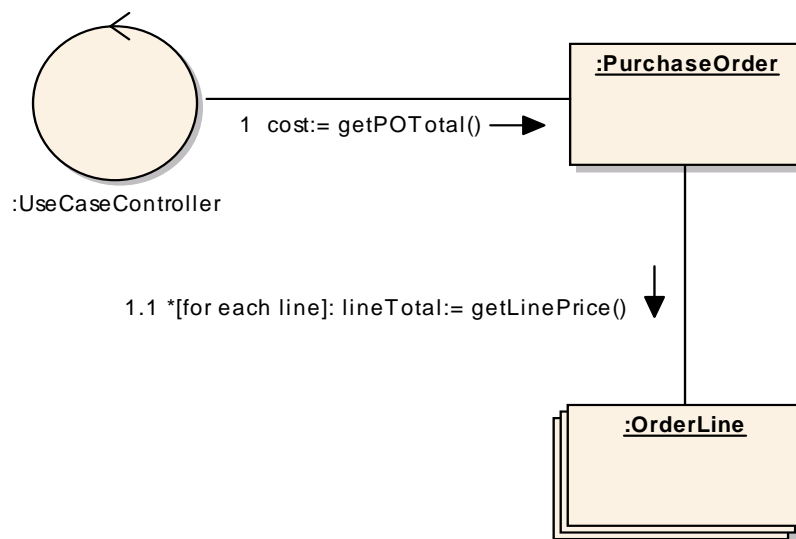 :PurchaseOrder
1 cost:= getPOTotal()
:UseCaseController
1.1 *[for each line]: lineTotal:= getLinePrice()
:OrderLine